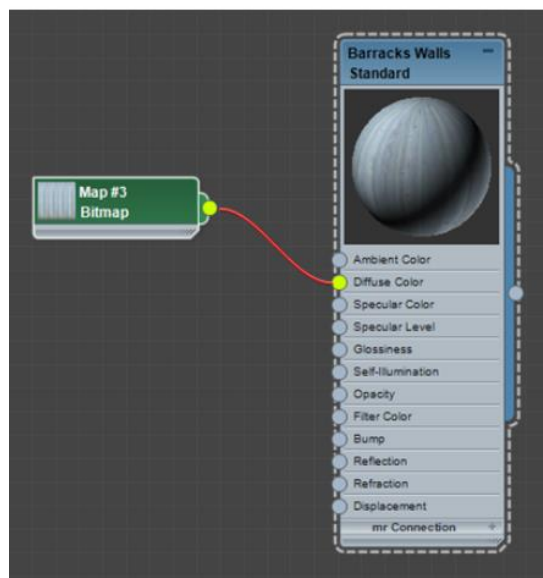 Map #3
Bitmap
Barracks Walls
Standard
Ambient Color
Diffuse Color
Specular Color
Specular Level
Glossiness
Self-Illumination
Opacity
Filter Color
Bump
Reflection
Refraction
Displacement
mr Connection